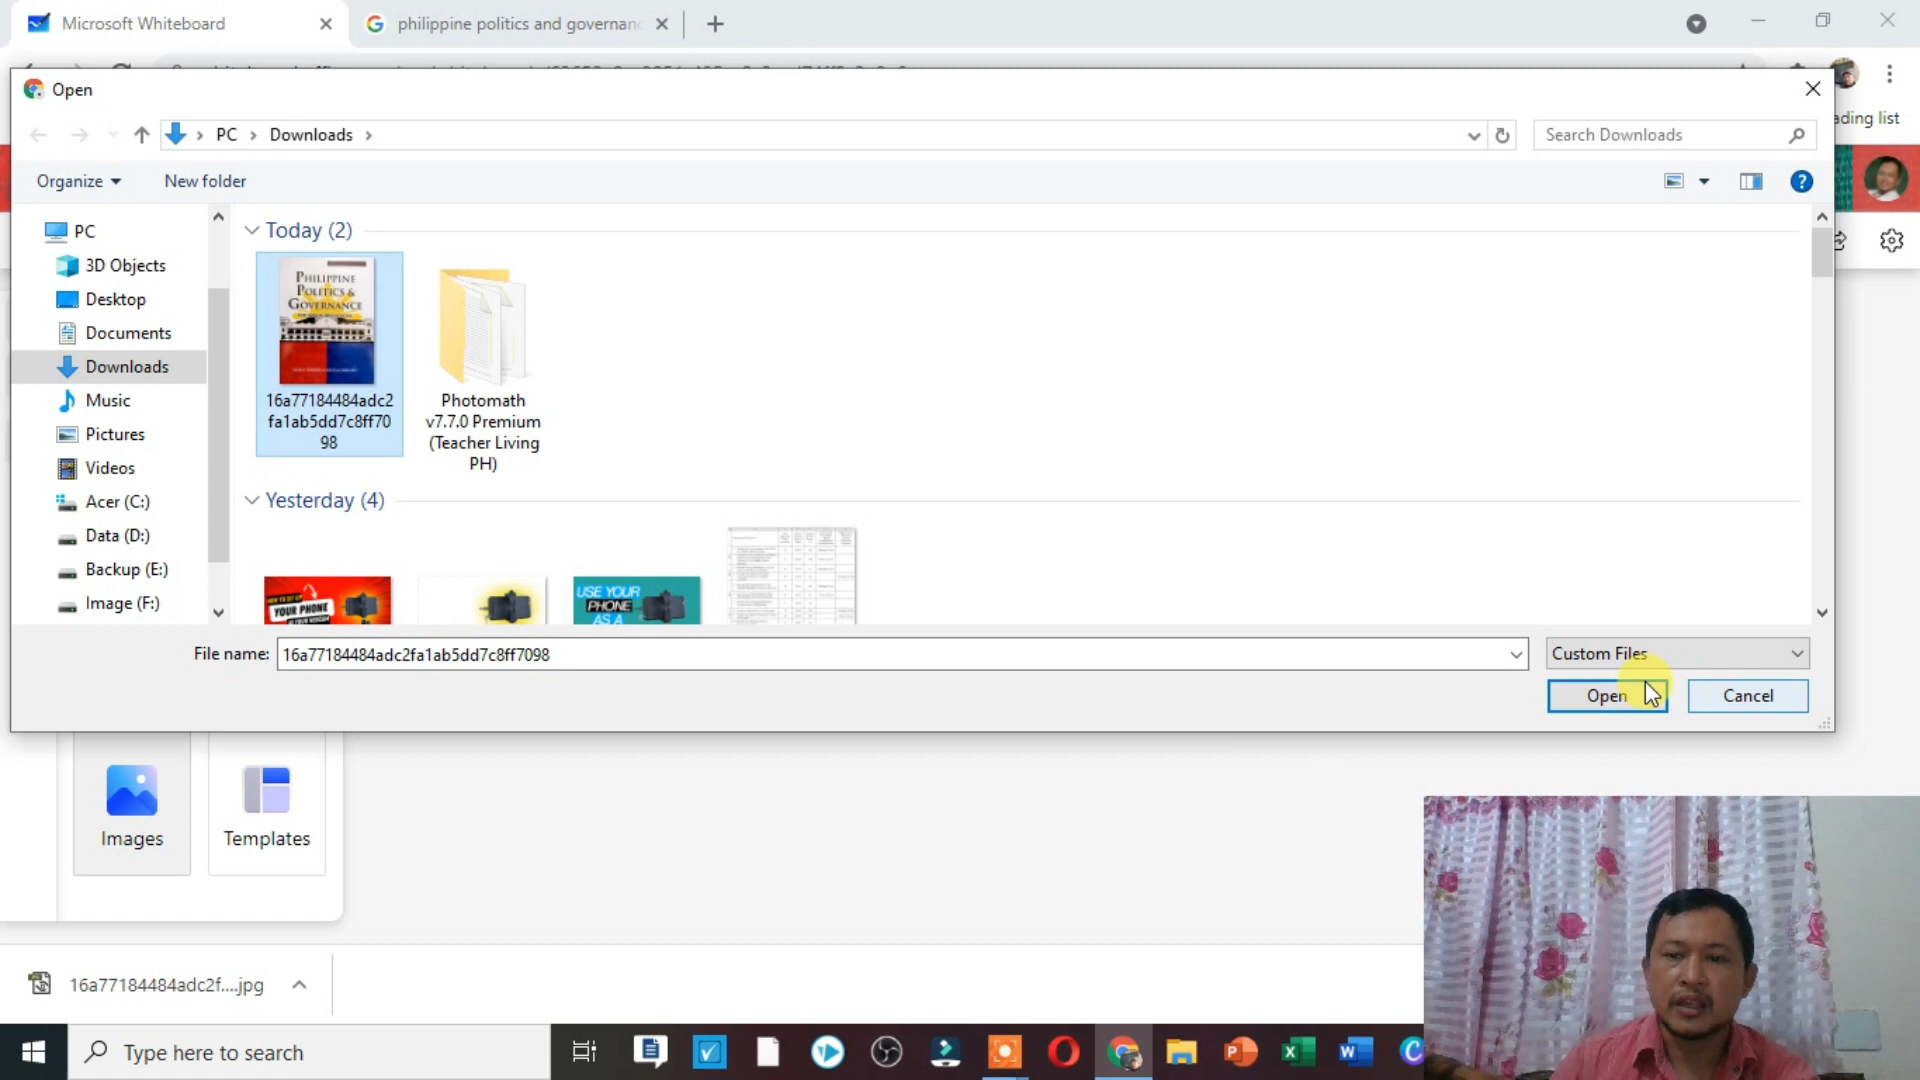 Microsoft Whiteboard
philippine politics and governanc
Open
PC
Downloads
Search Downloads
ading list
Organize
New folder
PC
3D Objects
Desktop
Documents
Downloads
Music
Pictures
Videos
Acer (C:)
Data (D:)
Backup (E:)
Image (F:)
Today (2)
PHILIPPINE
POLITICS &
GOVERNANCE
16a77184484adc2
fa1ab5dd7c8ff70
98
Photomath
v7.7.0 Premium
(Teacher Living
PH)
Yesterday (4)
YOUR PHONE
USE YOUR
PHONE
AS A
File name:
16a77184484adc2fa1ab5dd7c8ff7098
Custom Files
Open
Cancel
Images
Templates
16a77184484adc2f....jpg
Type here to search